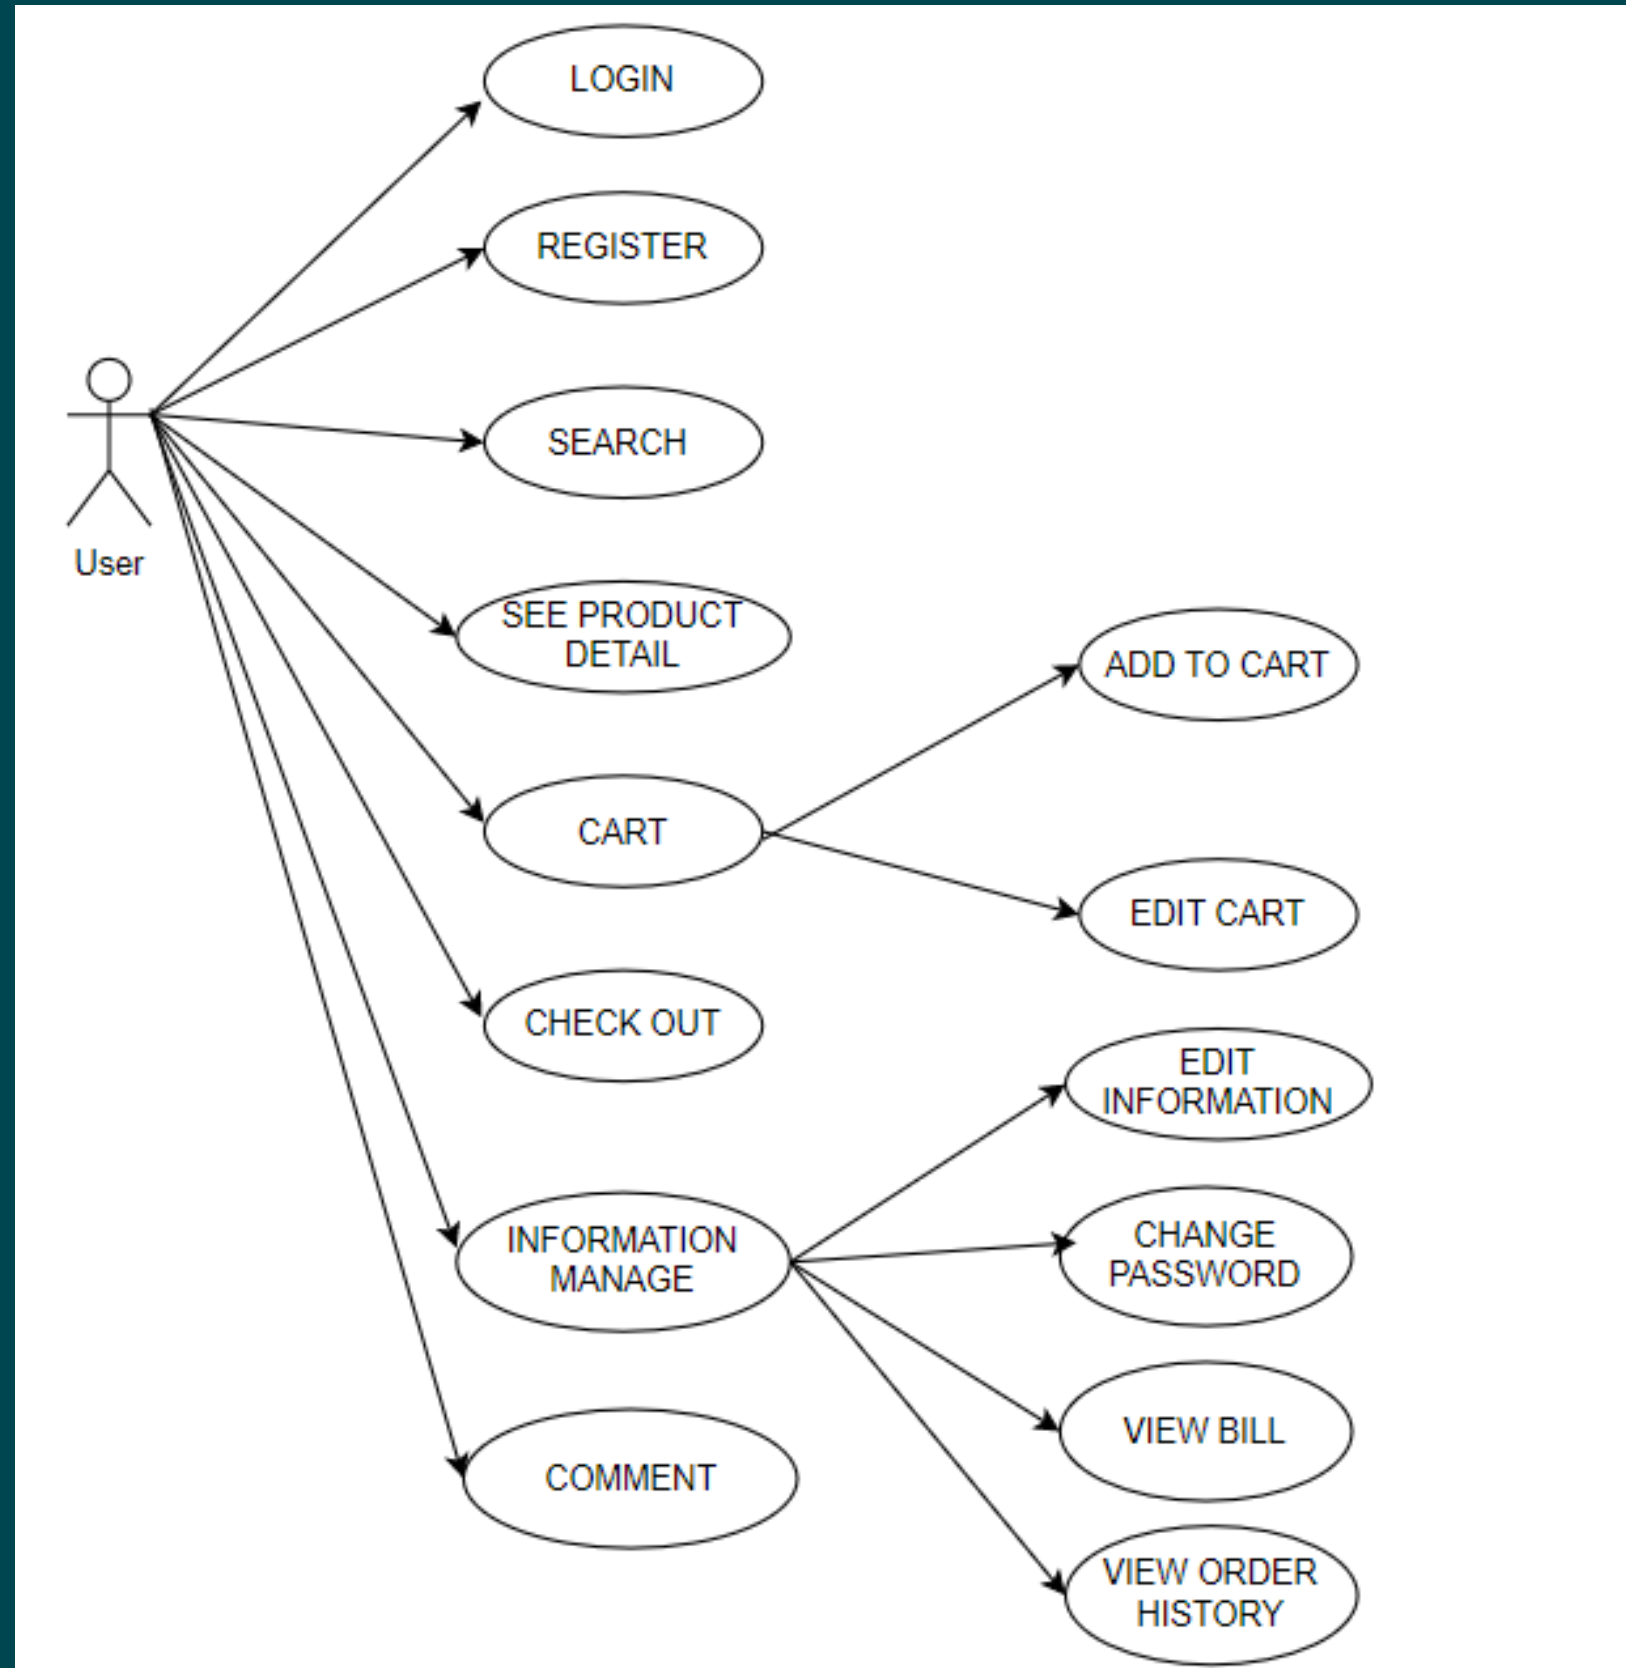 LOGIN
REGISTER
SEARCH
User
SEE PRODUCT
DETAIL
ADD TO CART
CART
EDIT CART
CHECK OUT
EDIT
INFORMATION
INFORMATION
MANAGE
CHANGE
PASSWORD
VIEW BILL
COMMENT
VIEW ORDER
HISTORY